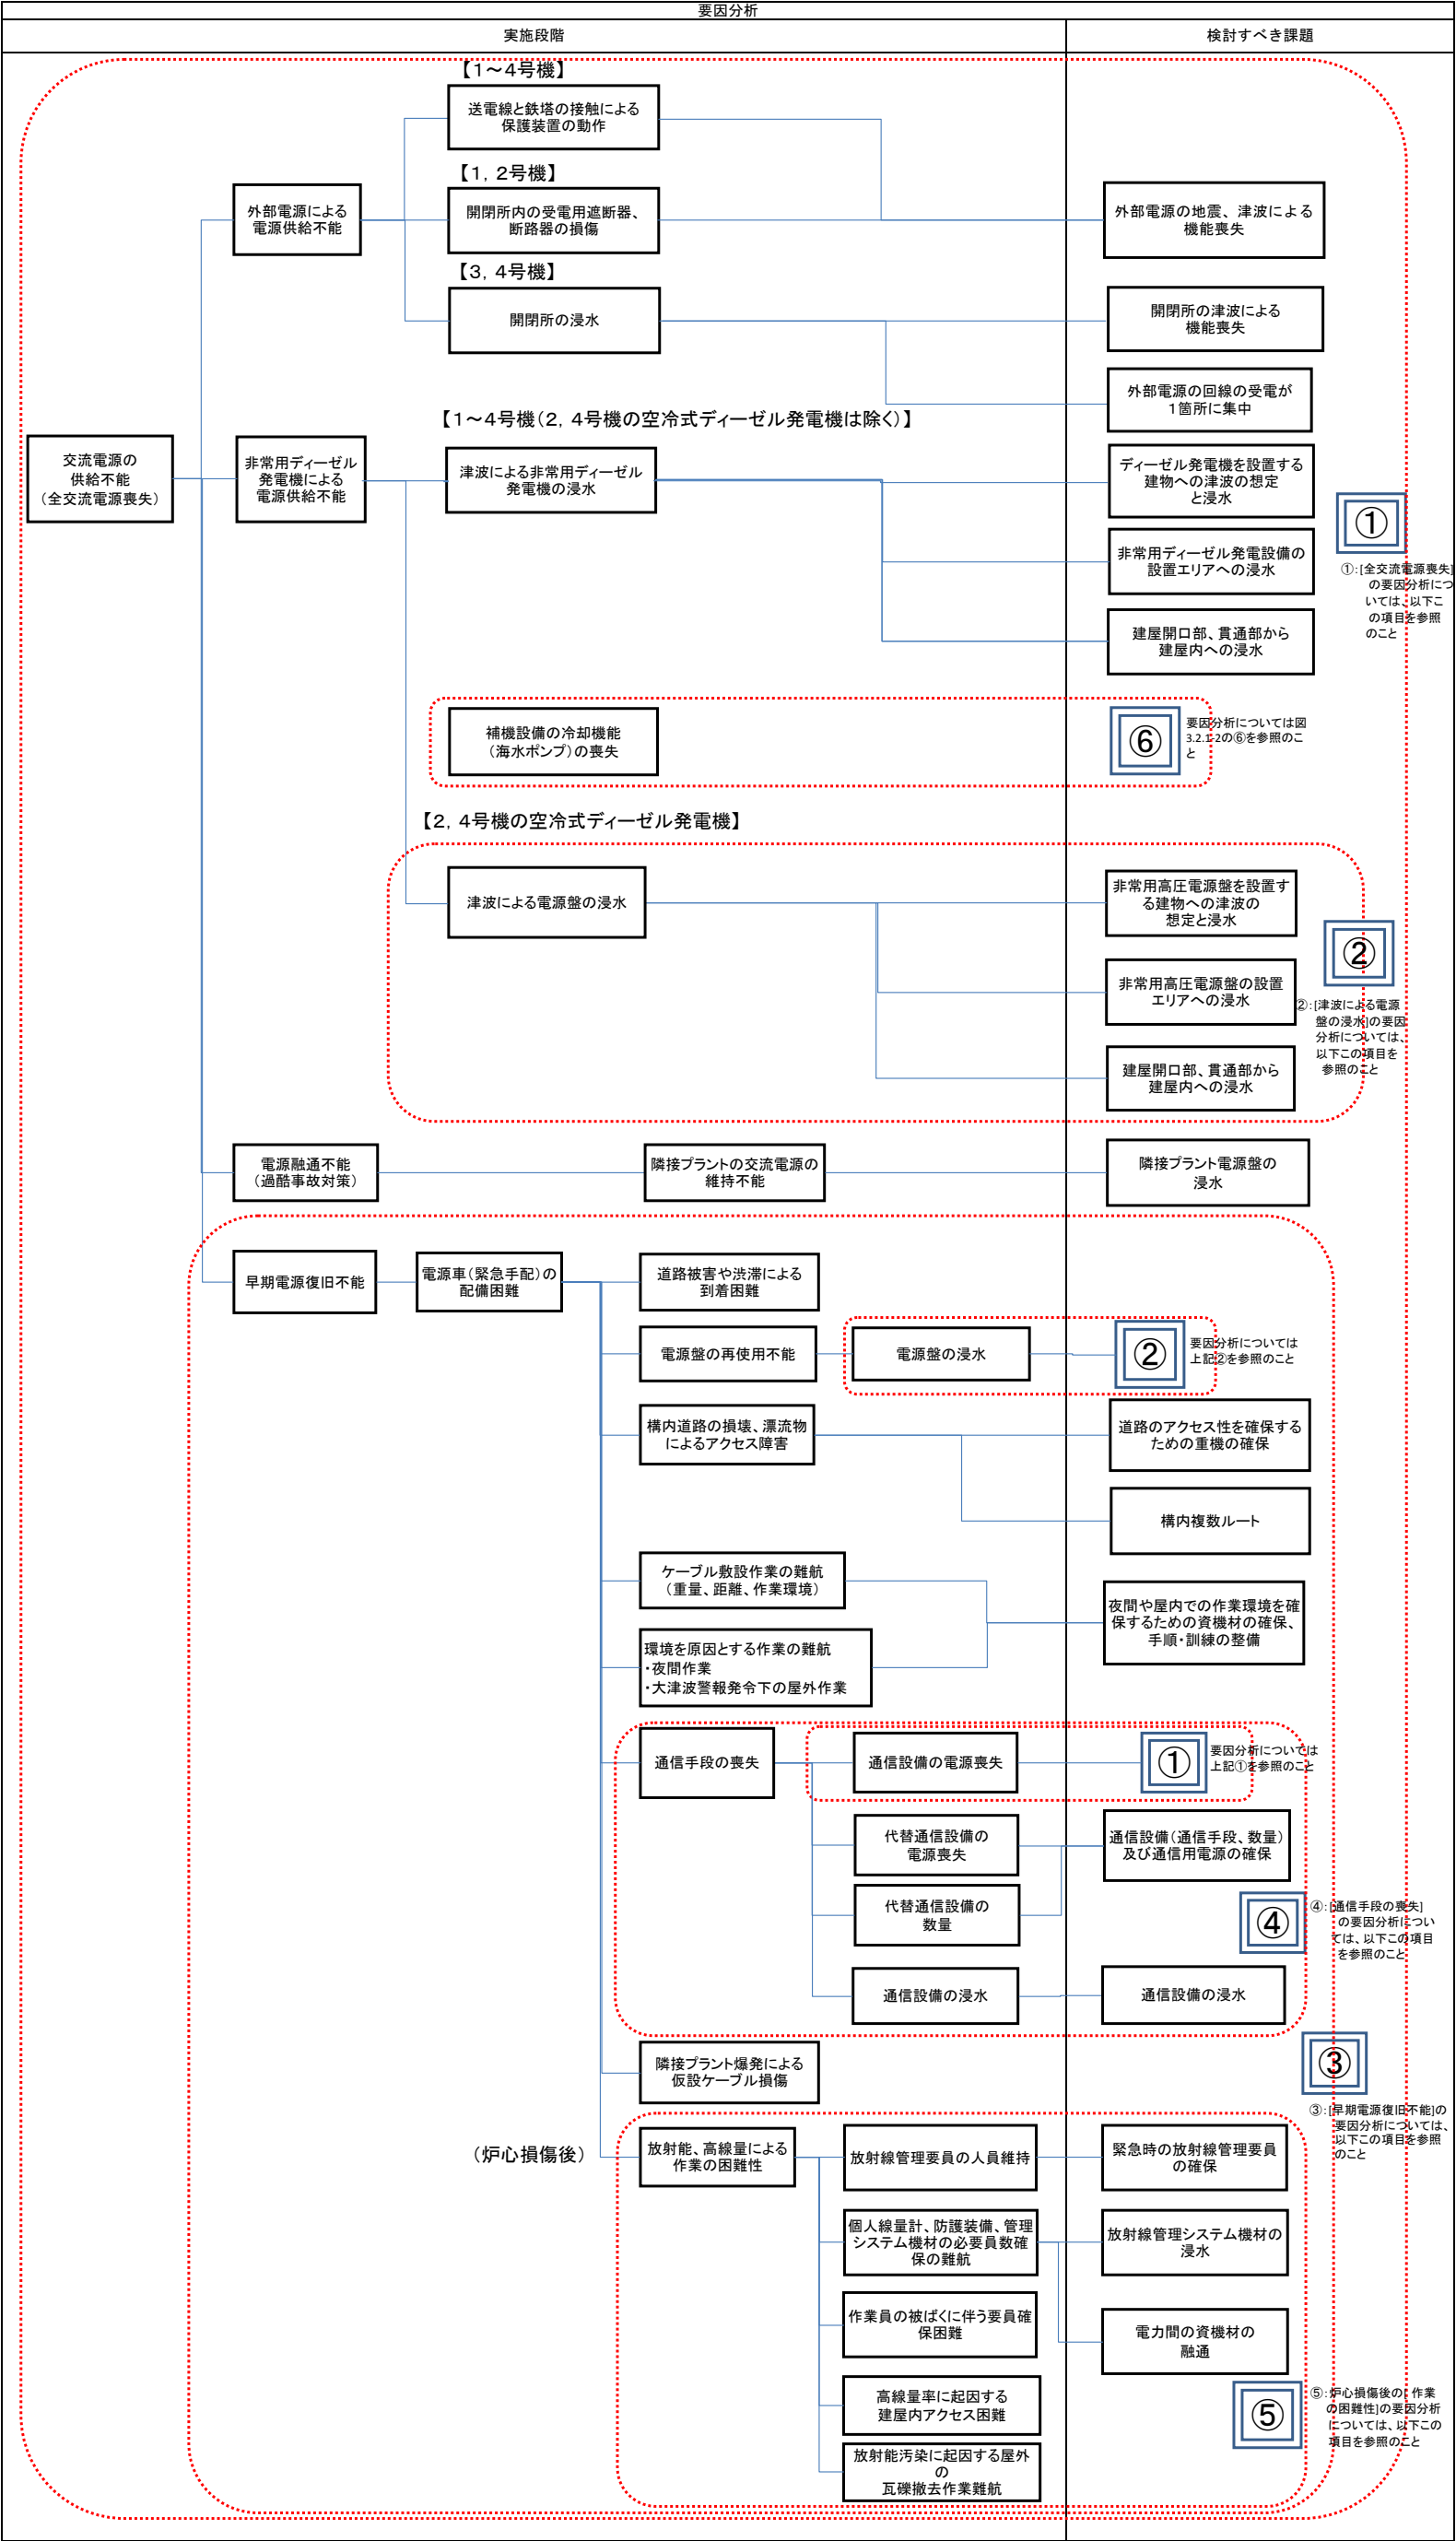 要因分析
実施段階
検討すべき課題
【1～4号機】
送電線と鉄塔の接触による
保護装置の動作
【1, 2号機】
外部電源による
電源供給不能
開閉所内の受電用遮断器、
断路器の損傷
外部電源の地震、津波による
機能喪失
【3, 4号機】
開閉所の浸水
開閉所の津波による
機能喪失
外部電源の回線の受電が
1箇所に集中
【1～4号機(2, 4号機の空冷式ディーゼル発電機は除く)】
交流電源の
供給不能
(全交流電源喪失)
非常用ディーゼル
発電機による
電源供給不能
津波による非常用ディーゼル
発電機の浸水
ディーゼル発電機を設置する
建物への津波の想定
と浸水
①
①:[全交流電源喪失]
の要因分析につ
いては、以下こ
の項目を参照
のこと
非常用ディーゼル発電設備の
設置エリアへの浸水
建屋開口部、貫通部から
建屋内への浸水
補機設備の冷却機能
(海水ポンプ)の喪失
⑥
要因分析については図
3.2.1-2の⑥を参照のこ
と
【2, 4号機の空冷式ディーゼル発電機】
津波による電源盤の浸水
非常用高圧電源盤を設置す
る建物への津波の
想定と浸水
②
②:[津波による電源
盤の浸水]の要因
分析については、
以下この項目を
参照のこと
非常用高圧電源盤の設置
エリアへの浸水
建屋開口部、貫通部から
建屋内への浸水
電源融通不能
(過酷事故対策)
隣接プラントの交流電源の
維持不能
隣接プラント電源盤の
浸水
早期電源復旧不能
電源車(緊急手配)の
配備困難
道路被害や渋滞による
到着困難
電源盤の再使用不能
電源盤の浸水
②
要因分析については
上記②を参照のこと
構内道路の損壊、漂流物
によるアクセス障害
道路のアクセス性を確保する
ための重機の確保
構内複数ルート
ケーブル敷設作業の難航
(重量、距離、作業環境)
夜間や屋内での作業環境を確
保するための資機材の確保、
手順・訓練の整備
環境を原因とする作業の難航
・夜間作業
・大津波警報発令下の屋外作業
通信手段の喪失
通信設備の電源喪失
①
要因分析については
上記①を参照のこと
代替通信設備の
電源喪失
通信設備(通信手段、数量)
及び通信用電源の確保
代替通信設備の
数量
④
④:[通信手段の喪失]
の要因分析につい
ては、以下この項目
を参照のこと
通信設備の浸水
通信設備の浸水
隣接プラント爆発による
仮設ケーブル損傷
③
③:[早期電源復旧不能]の
要因分析については、
以下この項目を参照
のこと
(炉心損傷後)
放射能、高線量による
作業の困難性
放射線管理要員の人員維持
緊急時の放射線管理要員
の確保
個人線量計、防護装備、管理
システム機材の必要員数確
保の難航
放射線管理システム機材の
浸水
作業員の被ばくに伴う要員確
保困難
電力間の資機材の
融通
高線量率に起因する
建屋内アクセス困難
⑤
⑤:炉心損傷後の[作業
の困難性]の要因分析
については、以下この
項目を参照のこと
放射能汚染に起因する屋外
の
瓦礫撤去作業難航